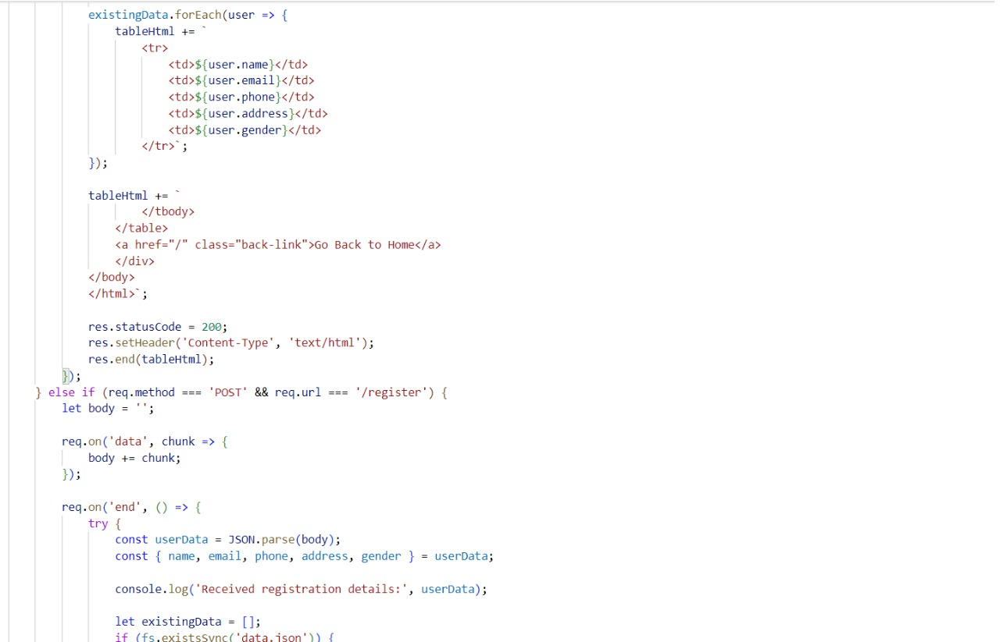 existingData.forEach(user => {
tableHtml += `
<tr>
<td>${user.name}</td>
<td>${user.email}</td>
<td>${user.phone}</td>
<td>${user.address}</td>
<td>${user.gender}</td>
</tr>`;
});
tableHtml += `
</tbody>
</table>
<a href="/" class="back-link">Go Back to Home</a>
</div>
</body>
</html>`;
res.statusCode = 200;
res.setHeader('Content-Type', 'text/html');
res.end(tableHtml);
});
} else if (req.method === 'POST' && req.url === '/register') {
let body = '';
req.on('data', chunk => {
body += chunk;
});
req.on('end', () => {
try {
const userData = JSON.parse(body);
const { name, email, phone, address, gender } = userData;
console.log('Received registration details:', userData);
let existingData = [];
if (fs.existsSync('data.json')) {